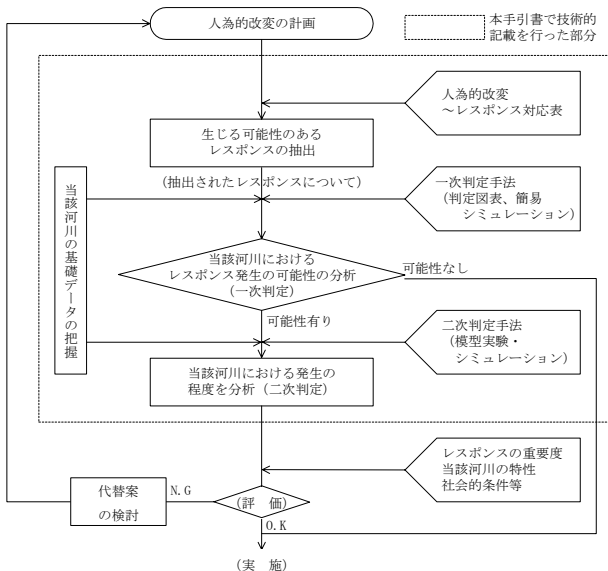 人為的改変の計画
本手引書で技術的
記載を行った部分
人為的改変
～レスポンス対応表
生じる可能性のある
レスポンスの抽出
(抽出されたレスポンスについて)
一次判定手法
(判定図表、簡易
シミュレーション)
当該河川の基礎データの把握
当該河川における
レスポンス発生の可能性の分析
(一次判定)
可能性なし
可能性有り
二次判定手法
(模型実験・
シミュレーション)
当該河川における発生の
程度を分析(二次判定)
レスポンスの重要度
当該河川の特性
社会的条件等
代替案
の検討
N.G
(評 価)
O.K
(実 施)